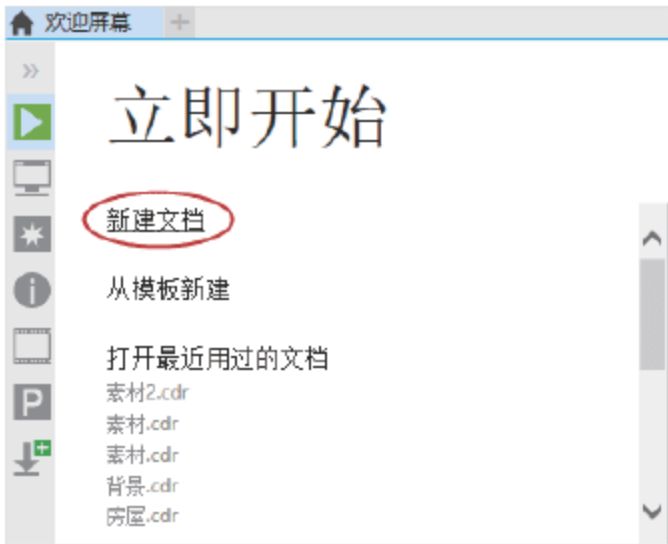 欢迎屏幕
立即开始
新建文档
从模板新建
打开最近用过的文档
素材2.cdr
素材.cdr
素材.cdr
背景.cdr
房屋.cdr
P